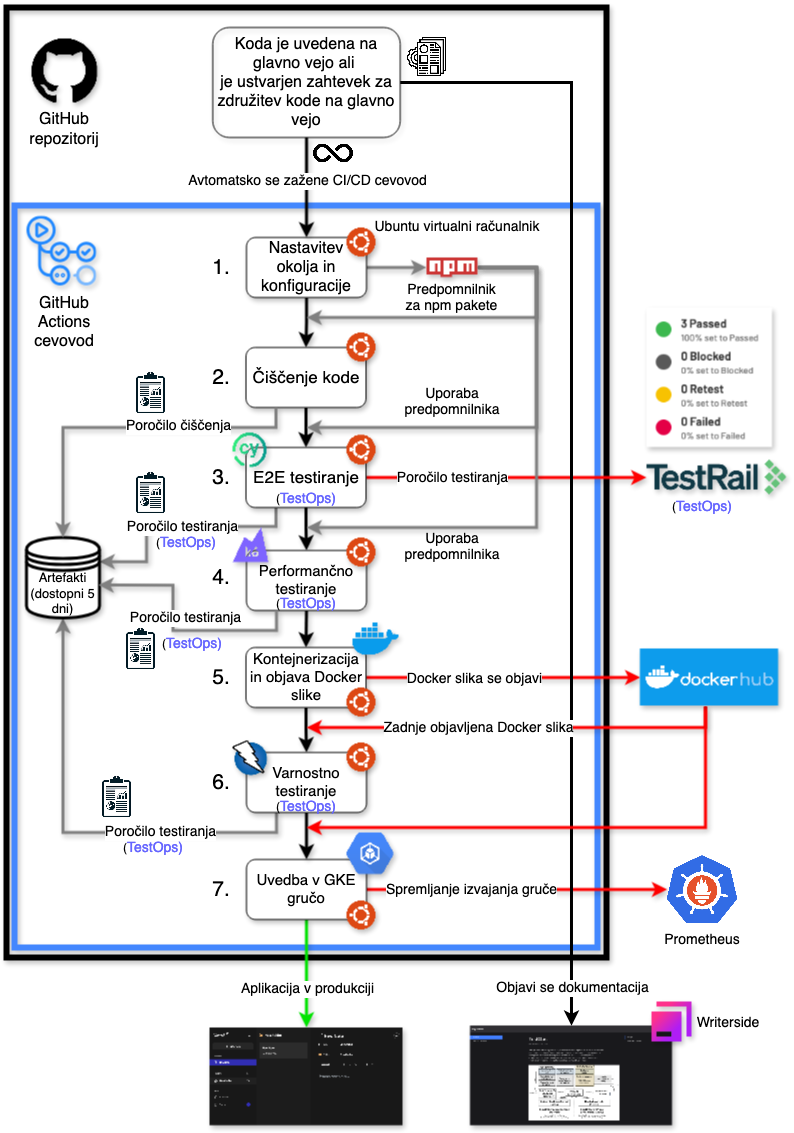 Koda je uvedena na
glavno vejo ali
je ustvarjen zahtevek za
združitev kode na glavno
vejo
GitHub
repozitorij
Avtomatsko se zažene CI/CD cevovod
GitHub
Actions
cevovod
Ubuntu virtualni računalnik
1.
Nastavitev
okolja in
konfiguracije
npm
Predpomnilnik
za npm pakete
3 Passed
100% set to Passed
0 Blocked
0% set to Blocked
0 Retest
0% set to Retest
0 Failed
0% set to Failed
2.
Čiščenje kode
Uporaba
predpomnilnika
Poročilo čiščenja
cy
3.
E2E testiranje
(TestOps)
Poročilo testiranja
TestRail
(TestOps)
Poročilo testiranja
(TestOps)
Uporaba
predpomnilnika
k6
4.
Performančno
testiranje
(TestOps)
Artefakti
(dostopni 5
dni)
Poročilo testiranja
(TestOps)
5.
Kontejnerizacija
in objava Docker
slike
Docker slika se objavi
dockerhub
Zadnje objavljena Docker slika
6.
Varnostno
testiranje
(TestOps)
Poročilo testiranja
(TestOps)
7.
Uvedba v GKE
gručo
Spremljanje izvajanja gruče
Prometheus
Aplikacija v produkciji
Objavi se dokumentacija
Writerside